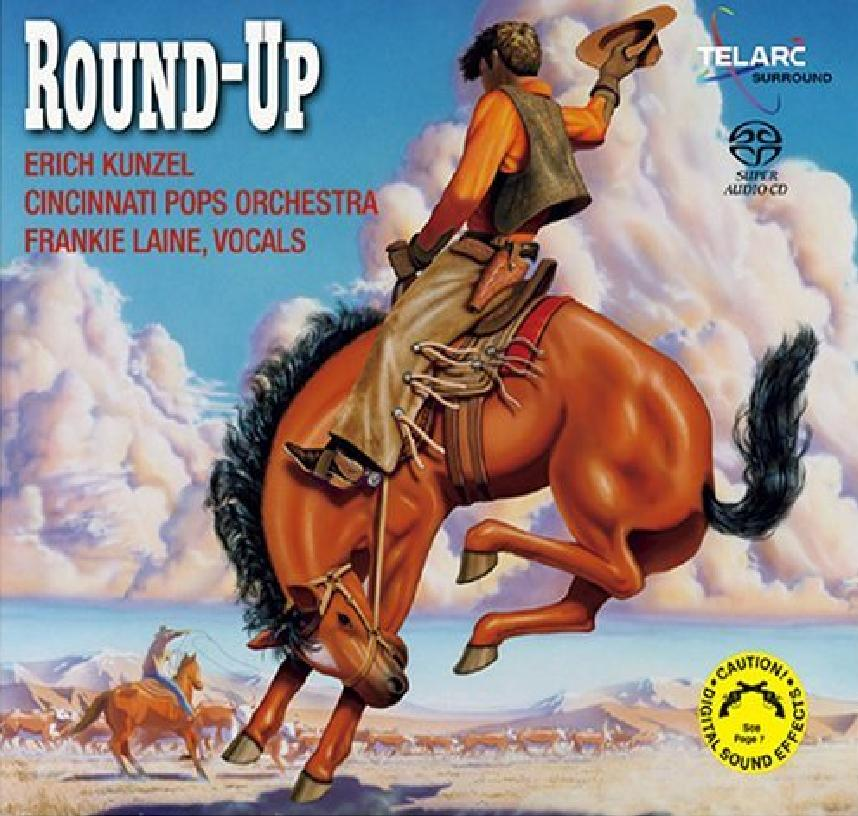 ROUND-UP
ERICH KUNZEL
CINCINNATI POPS ORCHESTRA
FRANKIE LAINE, VOCALS
TELARC
SURROUND
SUPER
AUDIO CD
• CAUTION! •
DIGITAL SOUND EFFECTS
See
Page 7